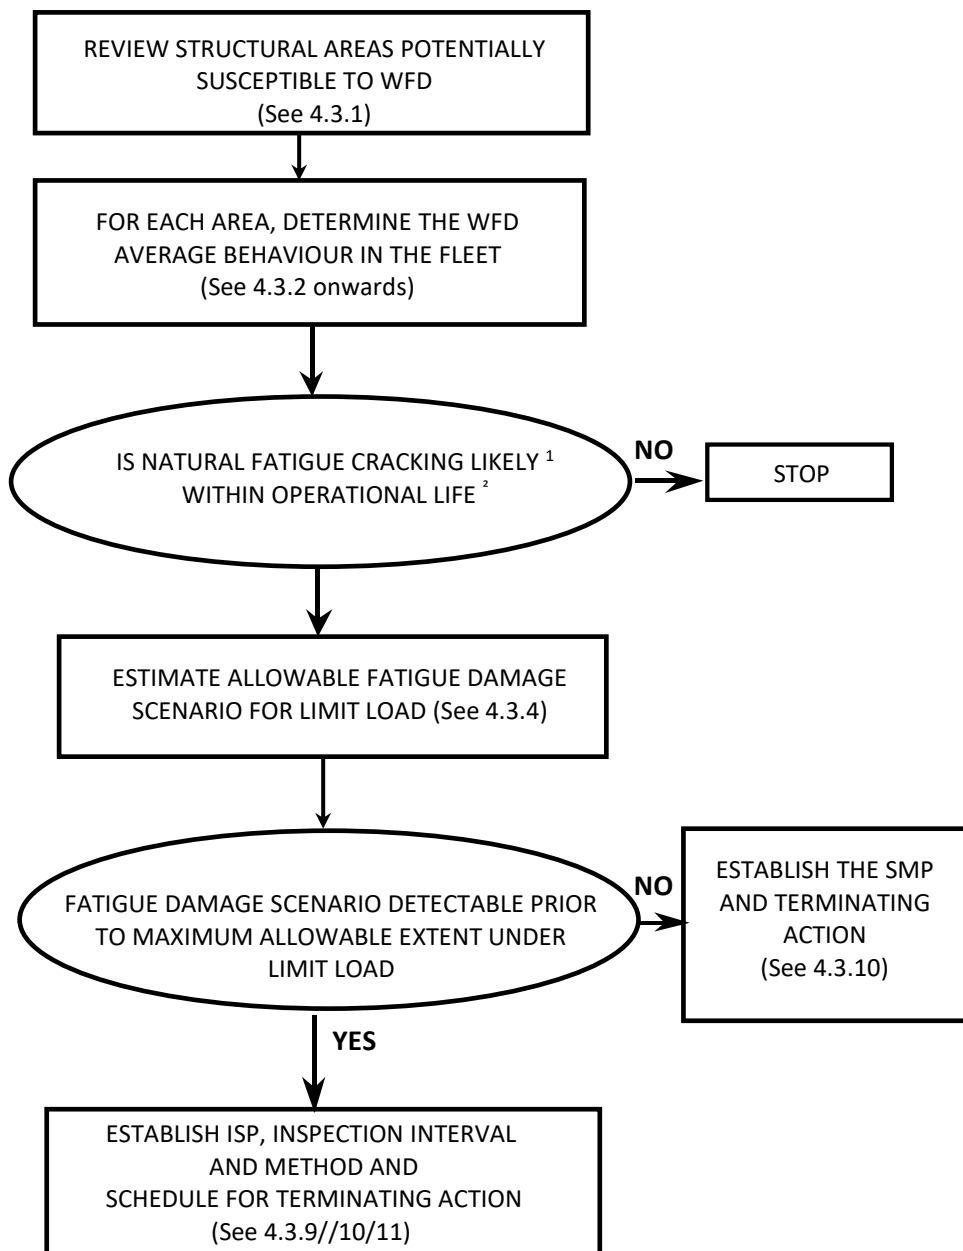 REVIEW STRUCTURAL AREAS POTENTIALLY
SUSCEPTIBLE TO WFD
(See 4.3.1)
FOR EACH AREA, DETERMINE THE WFD
AVERAGE BEHAVIOUR IN THE FLEET
(See 4.3.2 onwards)
IS NATURAL FATIGUE CRACKING LIKELY ¹
WITHIN OPERATIONAL LIFE ²
NO
STOP
ESTIMATE ALLOWABLE FATIGUE DAMAGE
SCENARIO FOR LIMIT LOAD (See 4.3.4)
FATIGUE DAMAGE SCENARIO DETECTABLE PRIOR
TO MAXIMUM ALLOWABLE EXTENT UNDER
LIMIT LOAD
NO
ESTABLISH THE SMP
AND TERMINATING
ACTION
(See 4.3.10)
YES
ESTABLISH ISP, INSPECTION INTERVAL
AND METHOD AND
SCHEDULE FOR TERMINATING ACTION
(See 4.3.9//10/11)